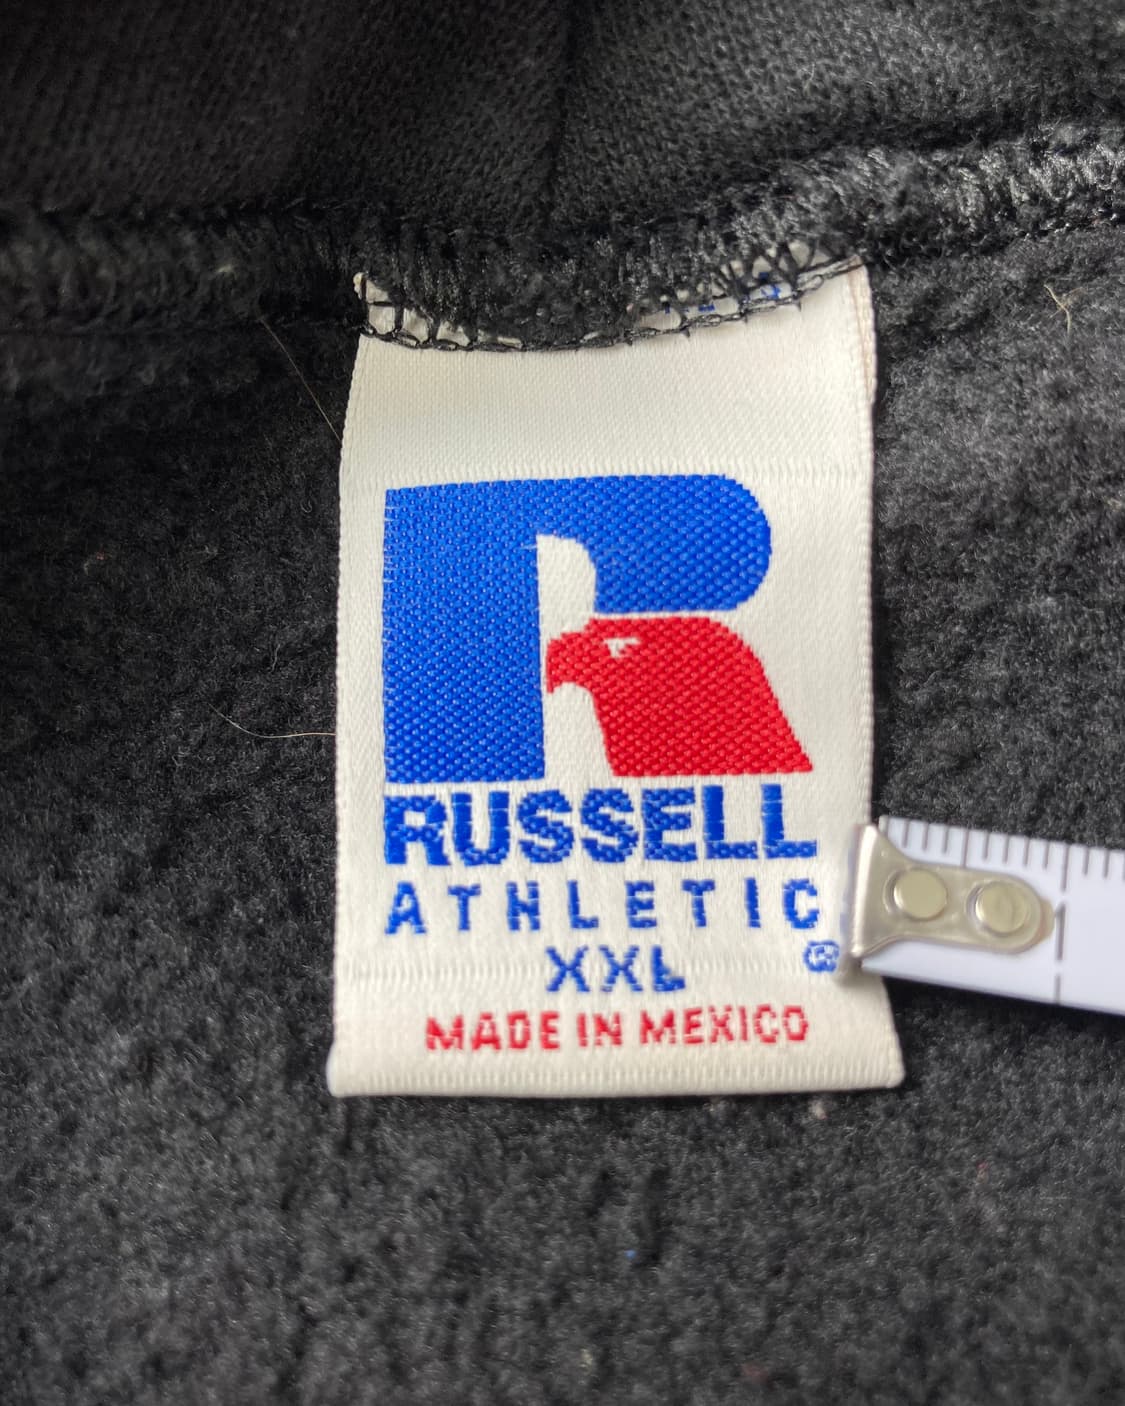 RUSSELL
ATHLETIC
XXL ®
MADE IN MEXICO